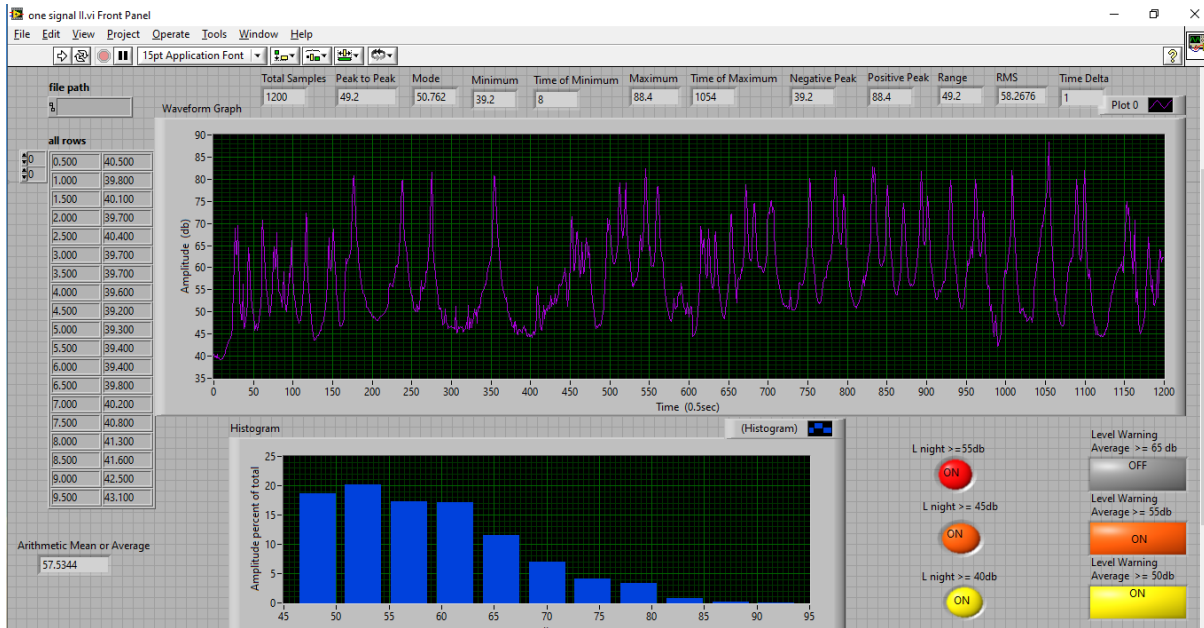 one signal II.vi Front Panel
File Edit View Project Operate Tools Window Help
15pt Application Font
file path
Total Samples Peak to Peak Mode Minimum Time of Minimum Maximum Time of Maximum Negative Peak Positive Peak Range RMS Time Delta
1200 49.2 50.762 39.2 8 88.4 1054 39.2 88.4 49.2 58.2676 1
Waveform Graph
Plot 0
all rows
0
0
0.500 40.500
1.000 39.800
1.500 40.100
2.000 39.700
2.500 40.400
3.000 39.700
3.500 39.700
4.000 39.600
4.500 39.200
5.000 39.300
5.500 39.400
6.000 39.400
6.500 39.800
7.000 40.200
7.500 40.800
8.000 41.300
8.500 41.600
9.000 42.500
9.500 43.100
Arithmetic Mean or Average
57.5344
Amplitude (db)
90
85
80
75
70
65
60
55
50
45
40
35
0 50 100 150 200 250 300 350 400 450 500 550 600 650 700 750 800 850 900 950 1000 1050 1100 1150 1200
Time (0.5sec)
Histogram
(Histogram)
Amplitude percent of total
25
20
15
10
5
0
45 50 55 60 65 70 75 80 85 90 95
L night >=55db
ON
L night >= 45db
ON
L night >= 40db
ON
Level Warning
Average >= 65 db
OFF
Level Warning
Average >= 55db
ON
Level Warning
Average >= 50db
ON